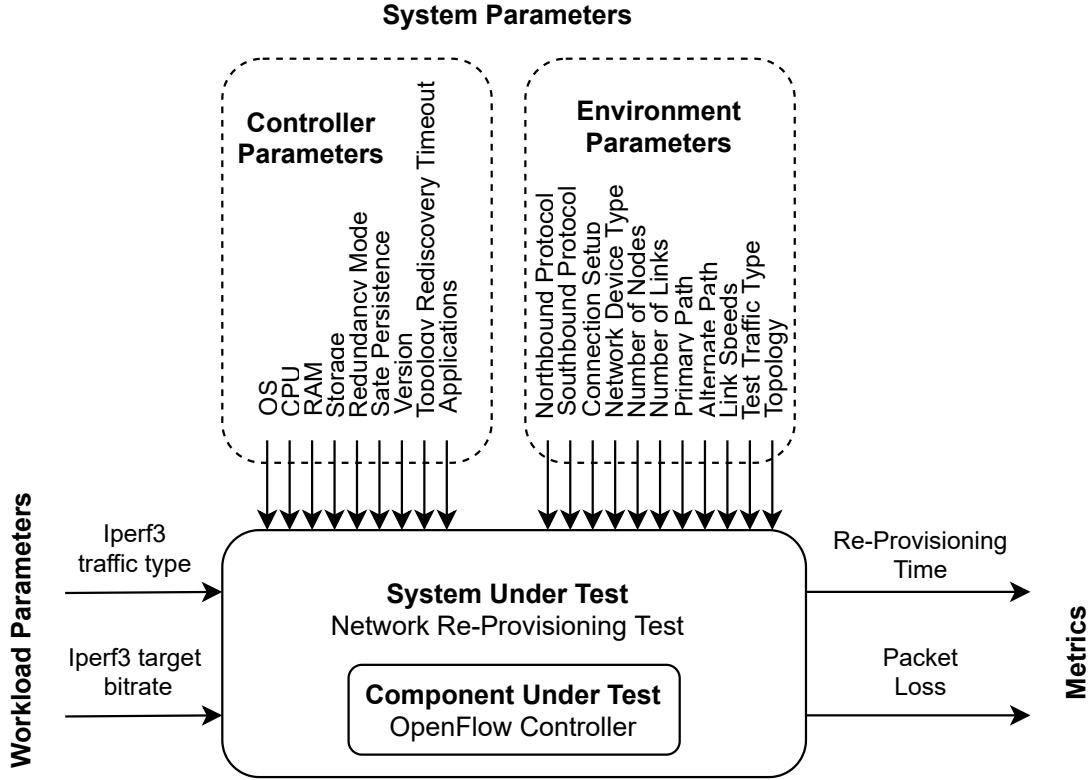 System Parameters
Controller
Parameters
OS
CPU
RAM
Storage
Redundancy Mode
Sate Persistence
Version
Topology Rediscovery Timeout
Applications
Environment
Parameters
Northbound Protocol
Southbound Protocol
Connection Setup
Network Device Type
Number of Nodes
Number of Links
Primary Path
Alternate Path
Link Speeds
Test Traffic Type
Topology
Workload Parameters
Iperf3
traffic type
Iperf3 target
bitrate
System Under Test
Network Re-Provisioning Test
Component Under Test
OpenFlow Controller
Re-Provisioning
Time
Packet
Loss
Metrics